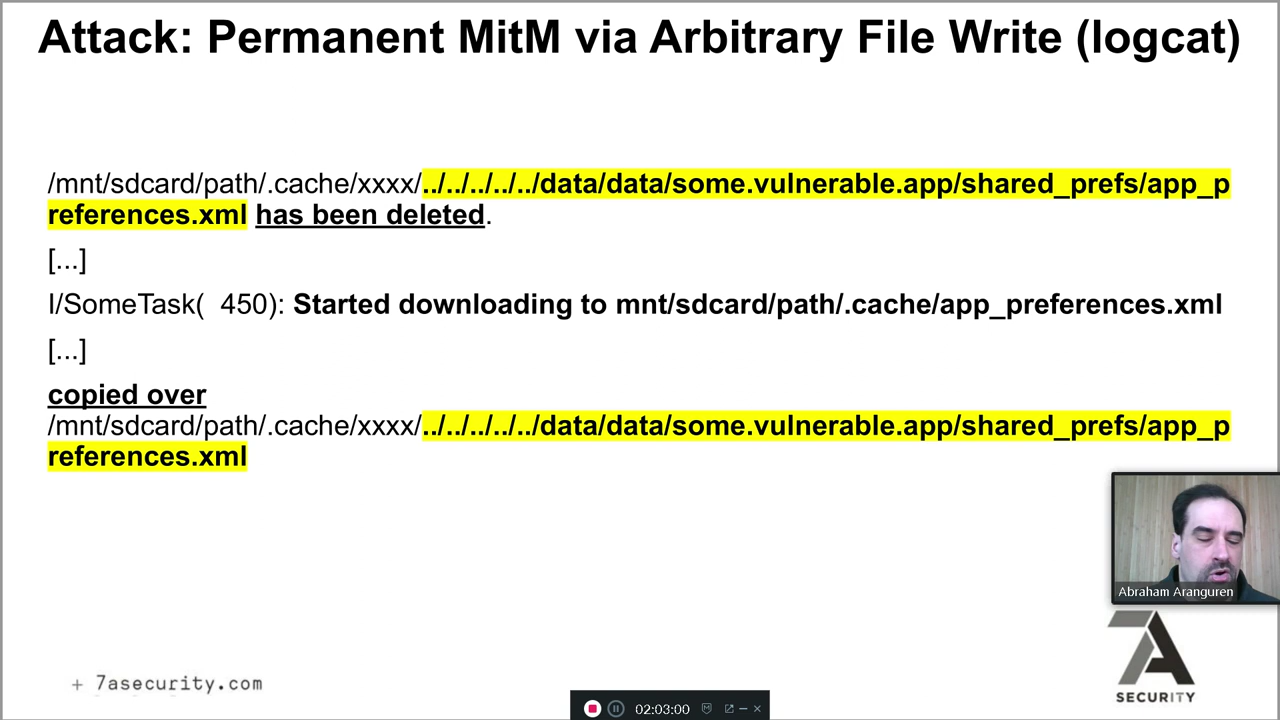 Attack: Permanent MitM via Arbitrary File Write (logcat)
/mnt/sdcard/path/.cache/xxxx/../../../../../data/data/some.vulnerable.app/shared_prefs/app_p
references.xml has been deleted.
[...]
I/SomeTask(  450): Started downloading to mnt/sdcard/path/.cache/app_preferences.xml
[...]
copied over
/mnt/sdcard/path/.cache/xxxx/../../../../../data/data/some.vulnerable.app/shared_prefs/app_p
references.xml
Abraham Aranguren
7A
SECURITY
+ 7asecurity.com
02:03:00